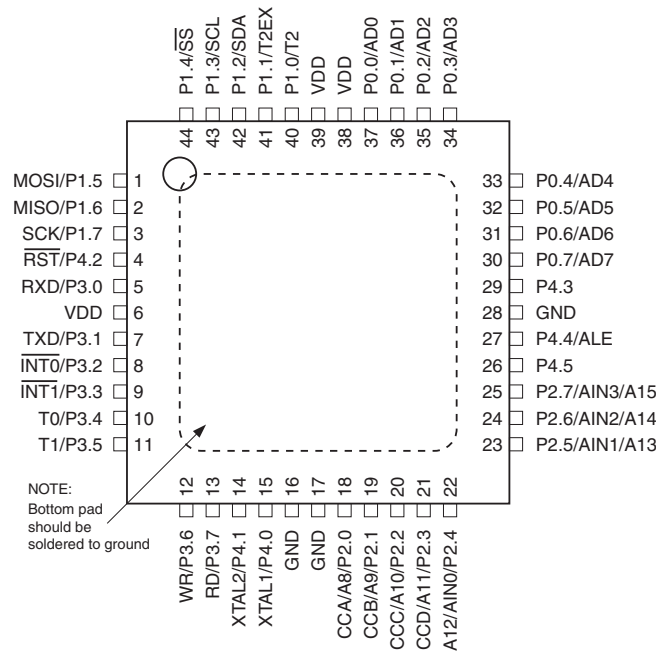 P1.4/S̅S̅
P1.3/SCL
P1.2/SDA
P1.1/T2EX
P1.0/T2
VDD
VDD
P0.0/AD0
P0.1/AD1
P0.2/AD2
P0.3/AD3
44
43
42
41
40
39
38
37
36
35
34
MOSI/P1.5 1
MISO/P1.6 2
SCK/P1.7 3
R̅S̅T̅/P4.2 4
RXD/P3.0 5
VDD 6
TXD/P3.1 7
I̅N̅T̅0̅/P3.2 8
I̅N̅T̅1̅/P3.3 9
T0/P3.4 10
T1/P3.5 11
33 P0.4/AD4
32 P0.5/AD5
31 P0.6/AD6
30 P0.7/AD7
29 P4.3
28 GND
27 P4.4/ALE
26 P4.5
25 P2.7/AIN3/A15
24 P2.6/AIN2/A14
23 P2.5/AIN1/A13
NOTE:
Bottom pad
should be
soldered to ground
12
13
14
15
16
17
18
19
20
21
22
WR/P3.6
RD/P3.7
XTAL2/P4.1
XTAL1/P4.0
GND
GND
CCA/A8/P2.0
CCB/A9/P2.1
CCC/A10/P2.2
CCD/A11/P2.3
A12/AIN0/P2.4